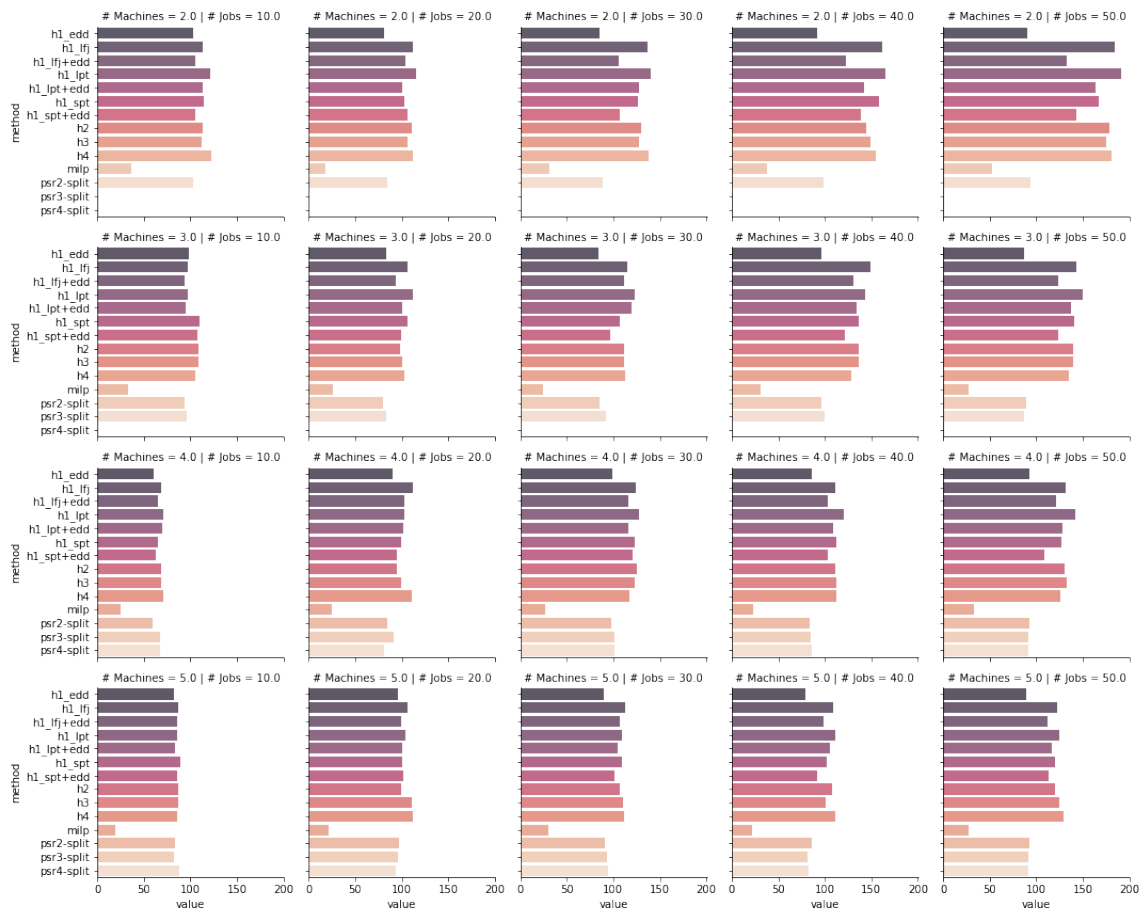 # Machines = 2.0 | # Jobs = 10.0
# Machines = 2.0 | # Jobs = 20.0
# Machines = 2.0 | # Jobs = 30.0
# Machines = 2.0 | # Jobs = 40.0
# Machines = 2.0 | # Jobs = 50.0
method
h1_edd
h1_lfj
h1_lfj+edd
h1_lpt
h1_lpt+edd
h1_spt
h1_spt+edd
h2
h3
h4
milp
psr2-split
psr3-split
psr4-split
# Machines = 3.0 | # Jobs = 10.0
# Machines = 3.0 | # Jobs = 20.0
# Machines = 3.0 | # Jobs = 30.0
# Machines = 3.0 | # Jobs = 40.0
# Machines = 3.0 | # Jobs = 50.0
method
h1_edd
h1_lfj
h1_lfj+edd
h1_lpt
h1_lpt+edd
h1_spt
h1_spt+edd
h2
h3
h4
milp
psr2-split
psr3-split
psr4-split
# Machines = 4.0 | # Jobs = 10.0
# Machines = 4.0 | # Jobs = 20.0
# Machines = 4.0 | # Jobs = 30.0
# Machines = 4.0 | # Jobs = 40.0
# Machines = 4.0 | # Jobs = 50.0
method
h1_edd
h1_lfj
h1_lfj+edd
h1_lpt
h1_lpt+edd
h1_spt
h1_spt+edd
h2
h3
h4
milp
psr2-split
psr3-split
psr4-split
# Machines = 5.0 | # Jobs = 10.0
# Machines = 5.0 | # Jobs = 20.0
# Machines = 5.0 | # Jobs = 30.0
# Machines = 5.0 | # Jobs = 40.0
# Machines = 5.0 | # Jobs = 50.0
method
h1_edd
h1_lfj
h1_lfj+edd
h1_lpt
h1_lpt+edd
h1_spt
h1_spt+edd
h2
h3
h4
milp
psr2-split
psr3-split
psr4-split
0 50 100 150 200
0 50 100 150 200
0 50 100 150 200
0 50 100 150 200
0 50 100 150 200
value
value
value
value
value